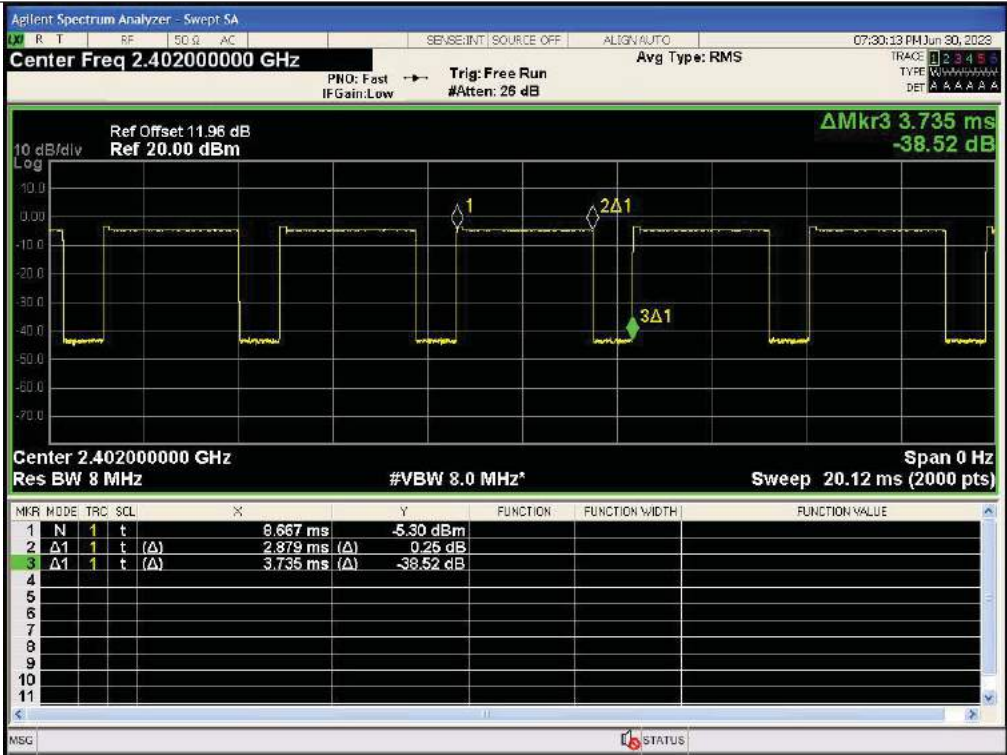 Agilent Spectrum Analyzer - Swept SA
LXI R T RF 50 Ω AC SENSE:INT SOURCE OFF ALIGN AUTO 07:30:13 PM Jun 30, 2023
Center Freq 2.402000000 GHz Avg Type: RMS TRACE 1 2 3 4 5 6
PNO: Fast Trig: Free Run TYPE WWWWWW
IFGain:Low #Atten: 26 dB DET A A A A A A
ΔMkr3 3.735 ms
Ref Offset 11.96 dB
10 dB/div Ref 20.00 dBm -38.52 dB
Log
10.0
0.00
-10.0
-20.0
-30.0
-40.0
-50.0
-60.0
-70.0
1
2Δ1
3Δ1
Center 2.402000000 GHz Span 0 Hz
Res BW 8 MHz #VBW 8.0 MHz* Sweep 20.12 ms (2000 pts)
MKR MODE TRC SCL X Y FUNCTION FUNCTION WIDTH FUNCTION VALUE
1 N 1 t 8.667 ms -5.30 dBm
2 Δ1 1 t (Δ) 2.879 ms (Δ) 0.25 dB
3 Δ1 1 t (Δ) 3.735 ms (Δ) -38.52 dB
4
5
6
7
8
9
10
11
MSG STATUS